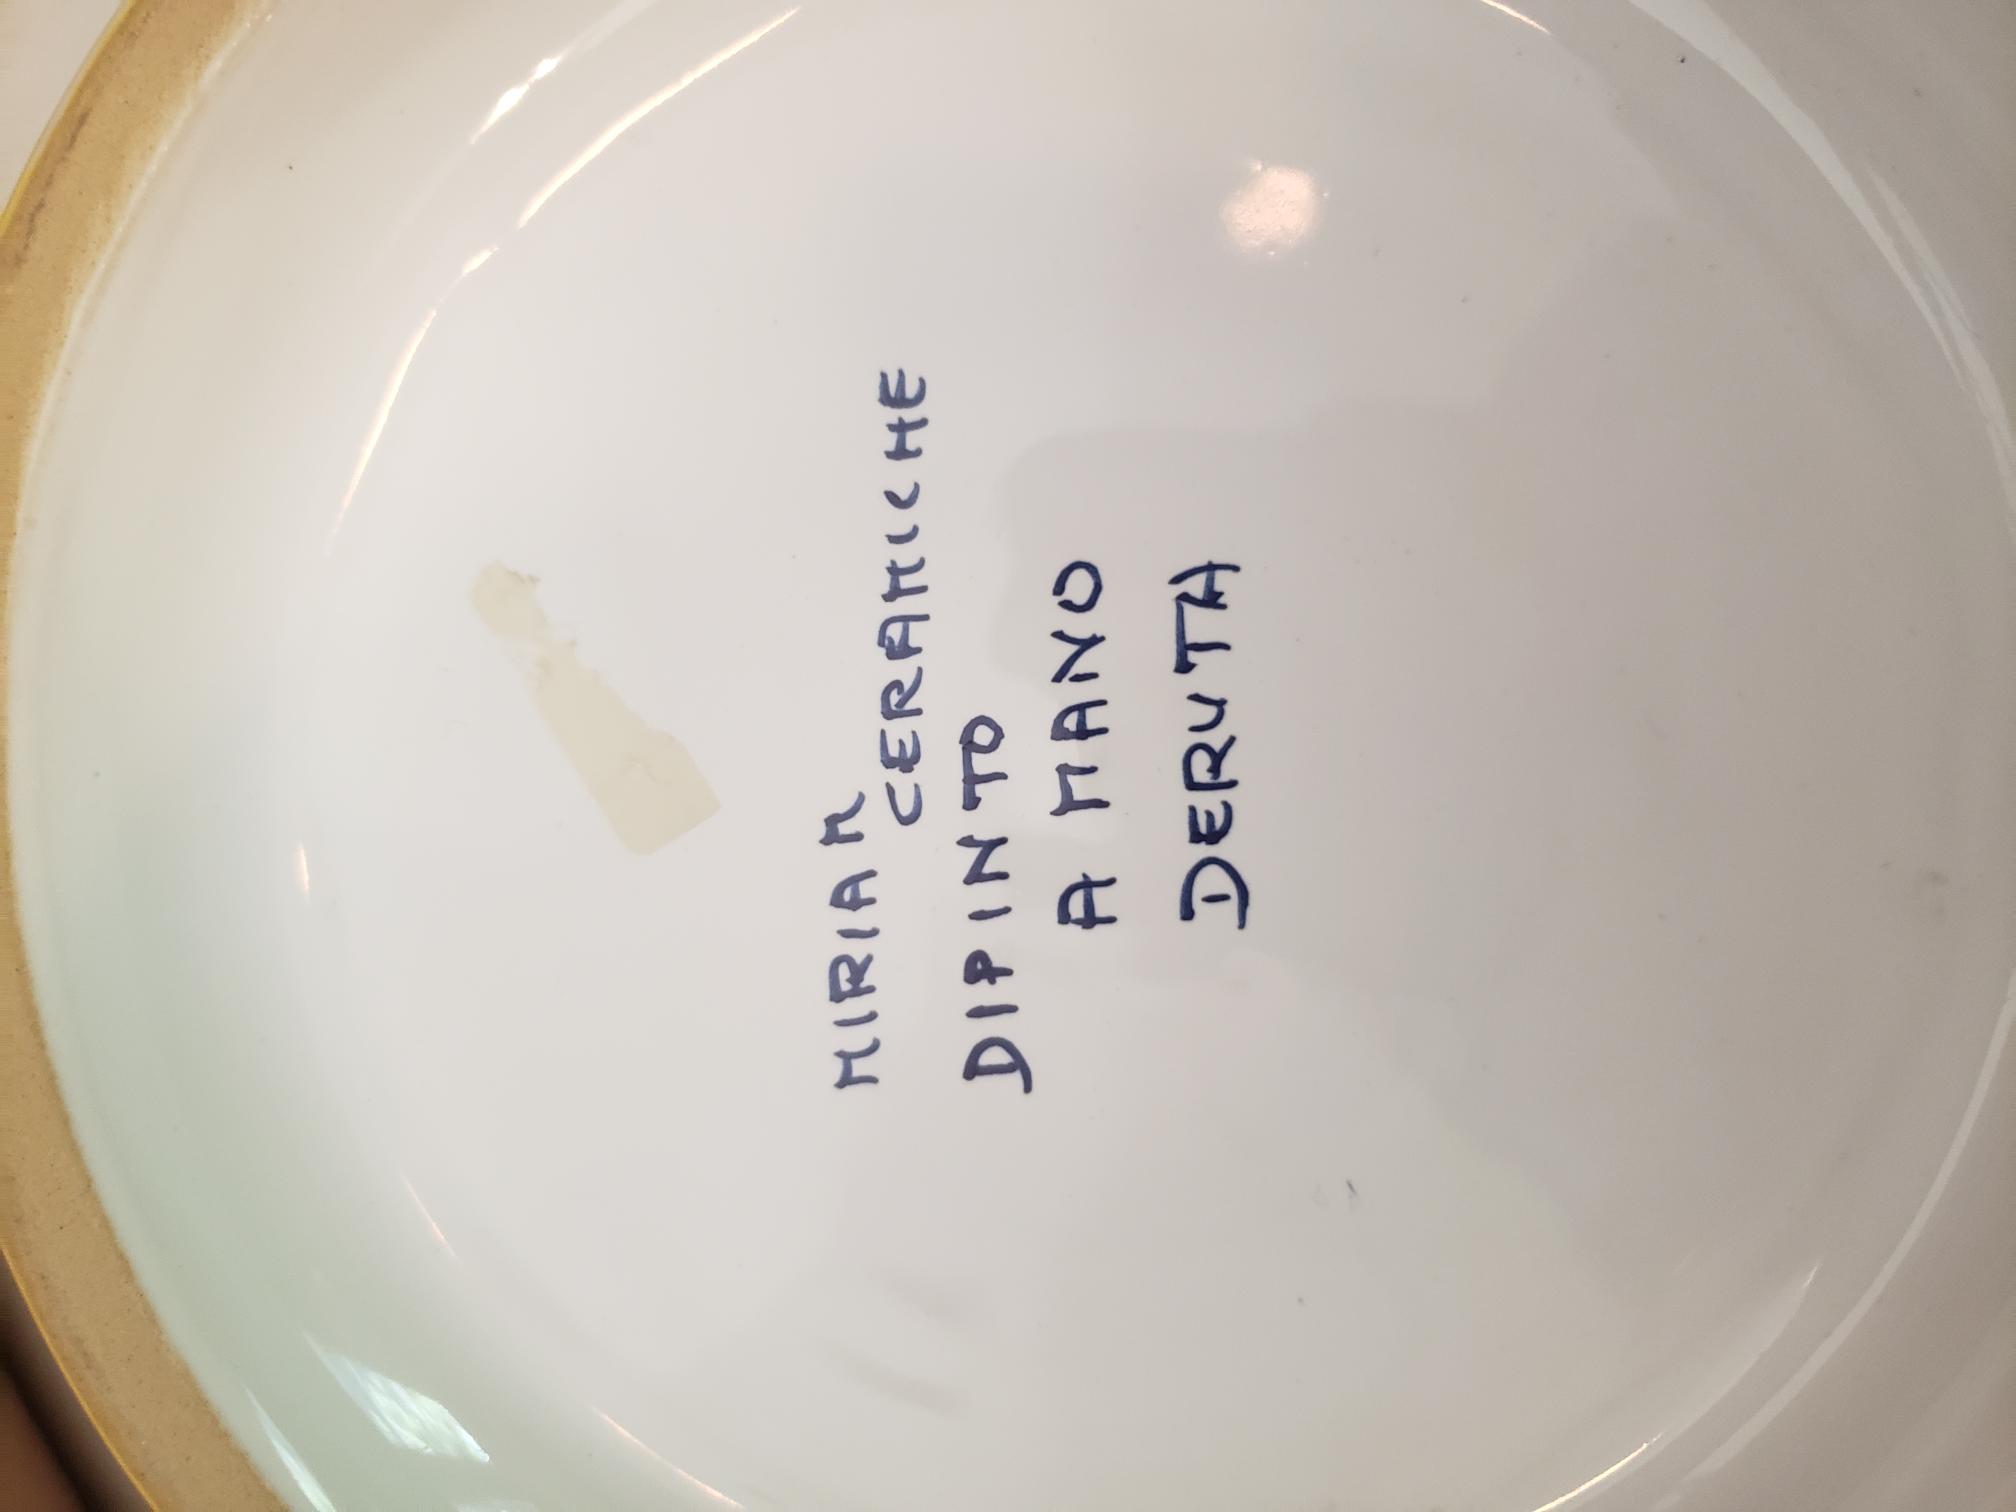 MIRIAM
CERAMICHE
DIPINTO
A MANO
DERUTA